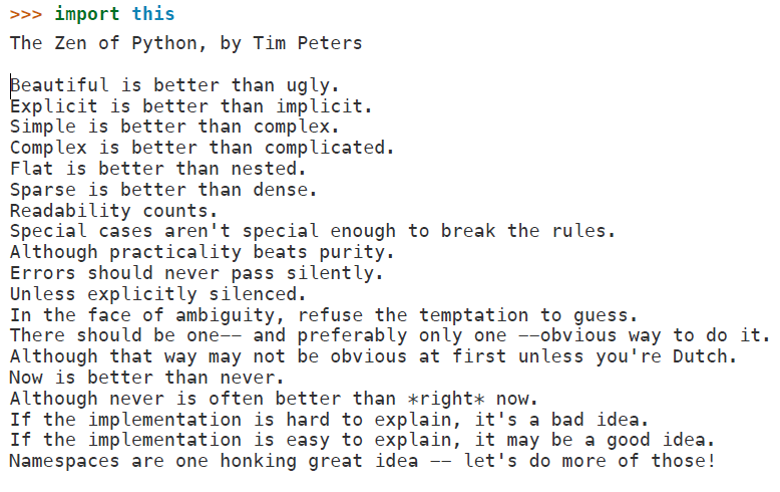 >>> import this
The Zen of Python, by Tim Peters
Beautiful is better than ugly.
Explicit is better than implicit.
Simple is better than complex.
Complex is better than complicated.
Flat is better than nested.
Sparse is better than dense.
Readability counts.
Special cases aren't special enough to break the rules.
Although practicality beats purity.
Errors should never pass silently.
Unless explicitly silenced.
In the face of ambiguity, refuse the temptation to guess.
There should be one-- and preferably only one --obvious way to do it.
Although that way may not be obvious at first unless you're Dutch.
Now is better than never.
Although never is often better than *right* now.
If the implementation is hard to explain, it's a bad idea.
If the implementation is easy to explain, it may be a good idea.
Namespaces are one honking great idea -- let's do more of those!